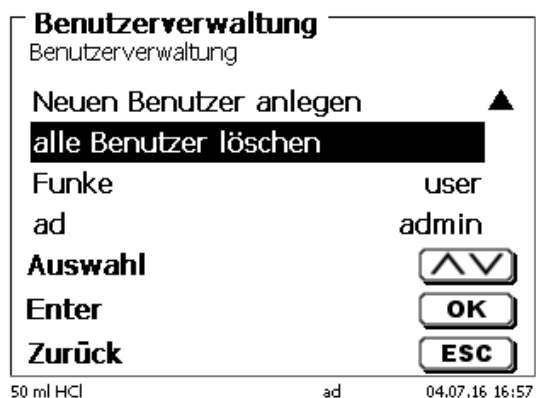 Benutzerverwaltung
Benutzerverwaltung
Neuen Benutzer anlegen
alle Benutzer löschen
Funke user
ad admin
Auswahl
Enter OK
Zurück ESC
50 ml HCl ad 04.07.16 16:57